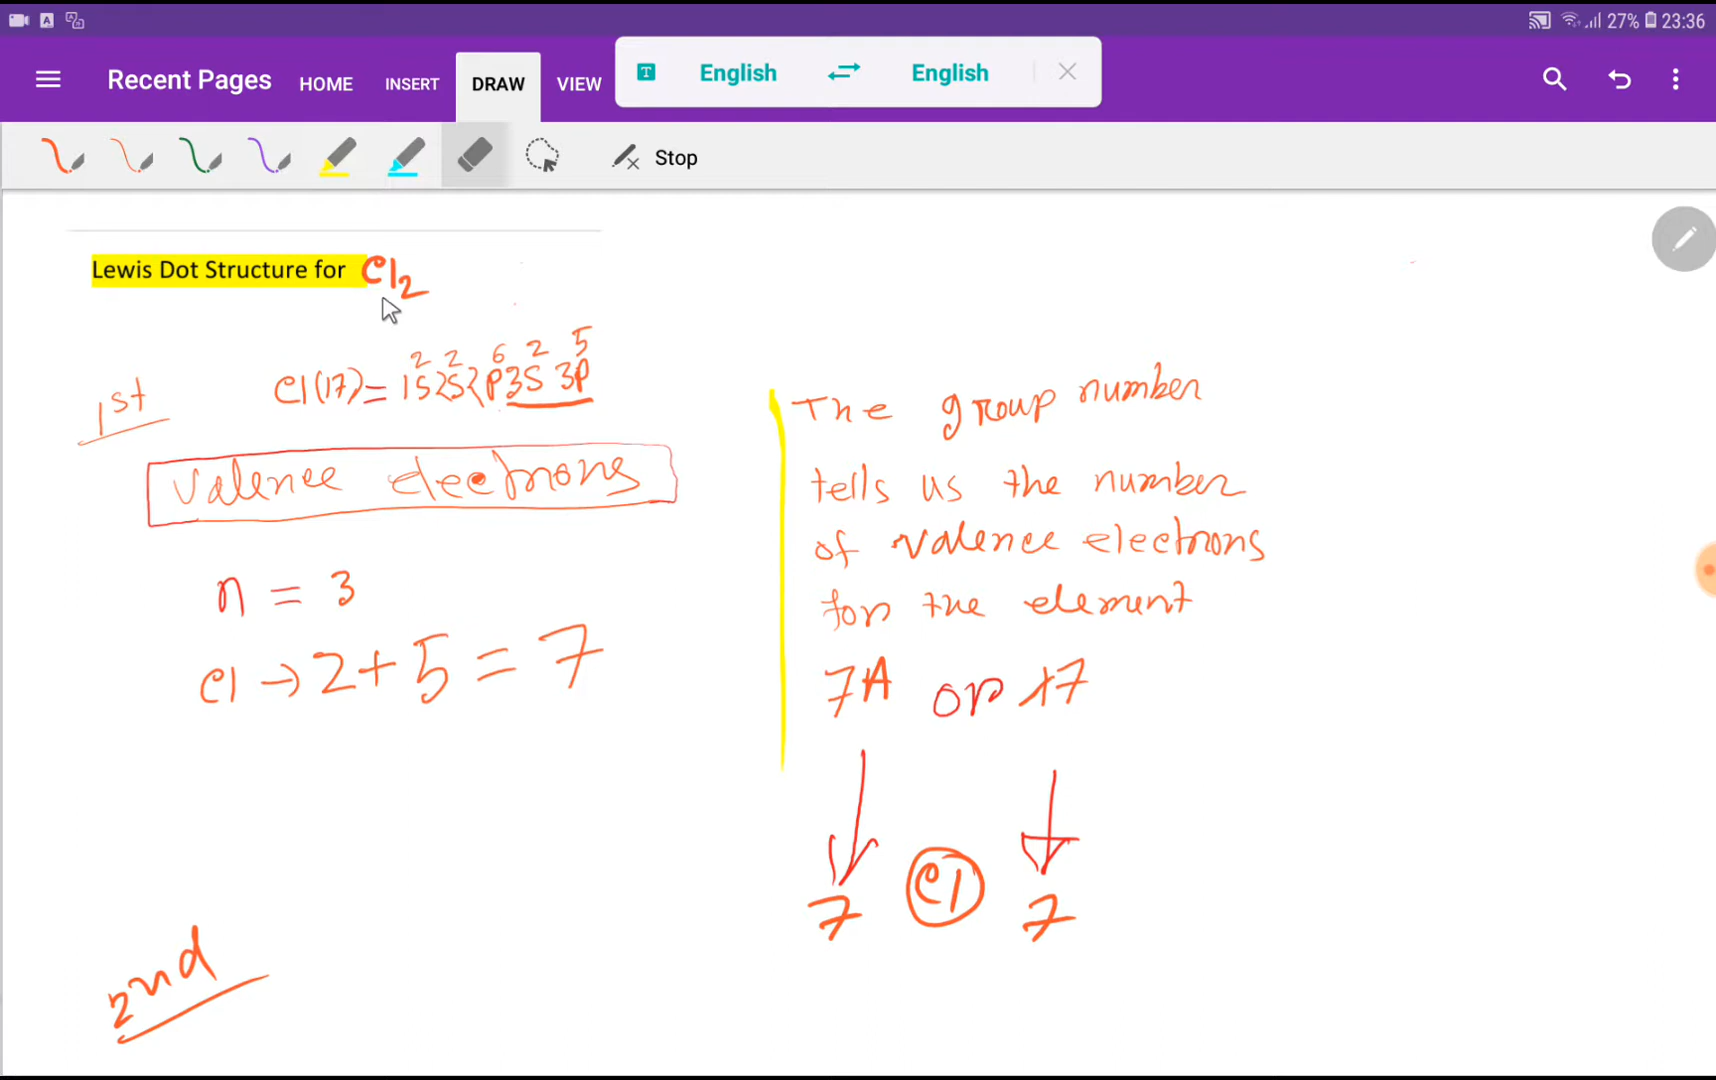 27% 23:36
Recent Pages HOME INSERT DRAW VIEW
English English
Stop
Lewis Dot Structure for Cl2
1st
Cl(17)= 1s² 2s² 2p⁶ 3s² 3p⁵
Valence electrons
n = 3
Cl → 2+5 = 7
The group number
tells us the number
of valence electrons
for the element
7A or 17
7 Cl 7
2nd